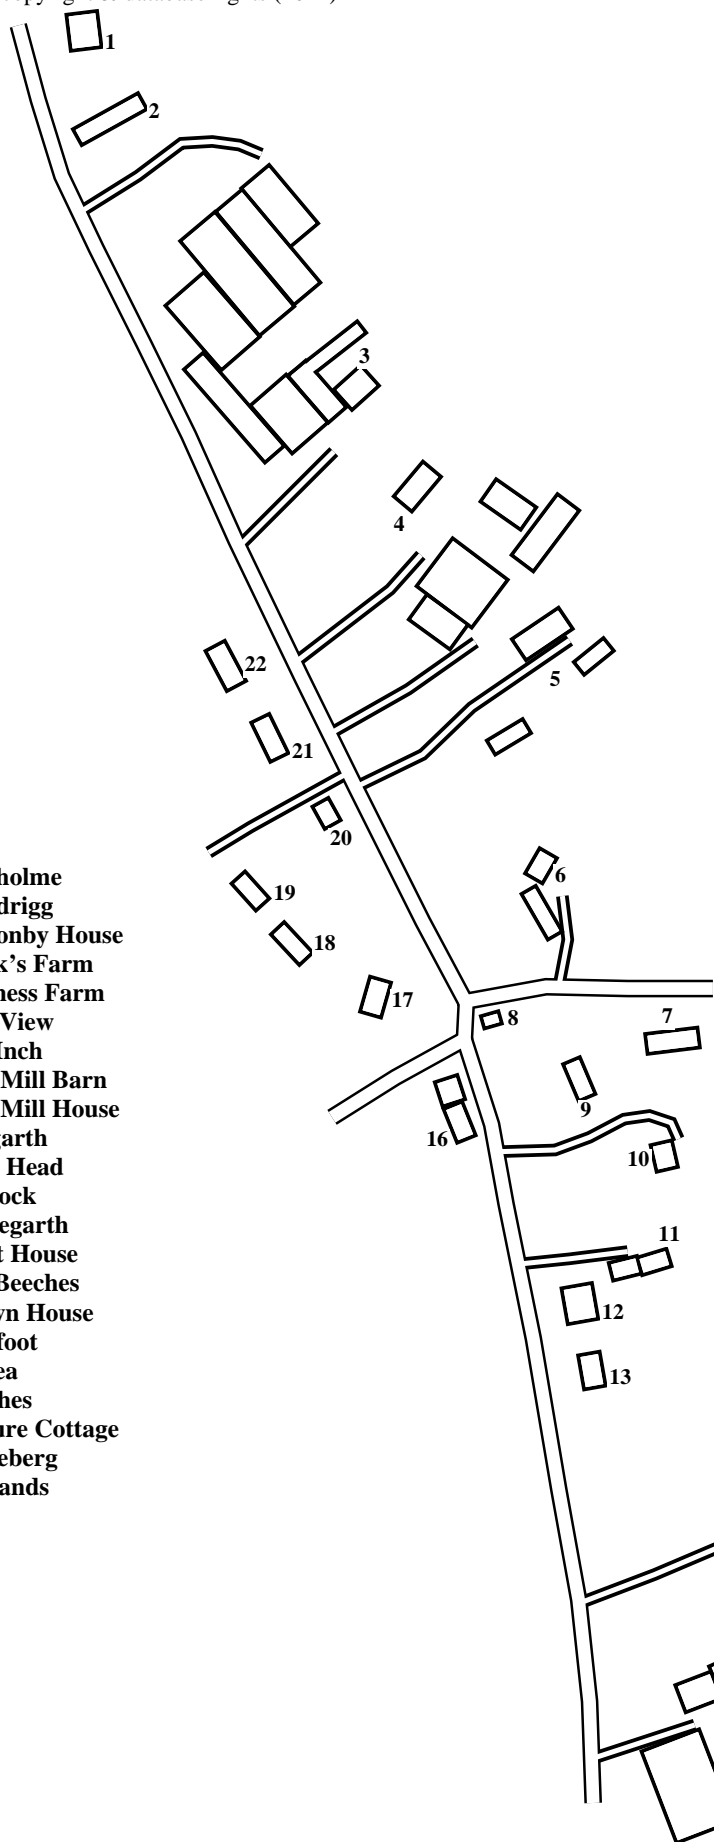 1
2
3
4
22
5
21
20
holme
6
19
drigg
onby House
18
k's Farm
ness Farm
17
7
8
View
Inch
Mill Barn
Mill House
9
garth
16
10
Head
ock
egarth
11
t House
Beeches
12
wn House
foot
ea
13
hes
ure Cottage
eberg
ands